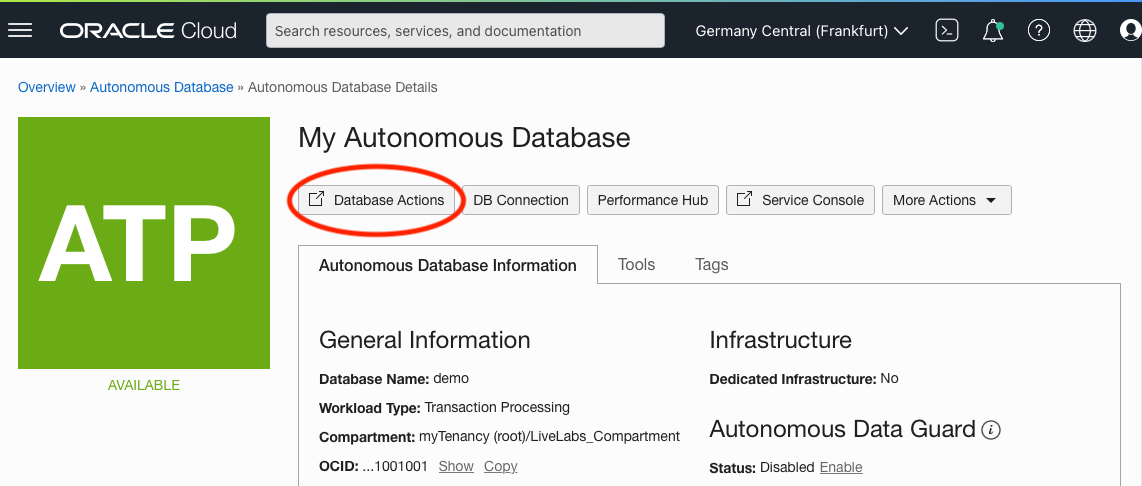 ORACLE Cloud
Search resources, services, and documentation
Germany Central (Frankfurt)
Overview » Autonomous Database » Autonomous Database Details
ATP
AVAILABLE
My Autonomous Database
Database Actions DB Connection Performance Hub Service Console More Actions
Autonomous Database Information Tools Tags
General Information
Database Name: demo
Workload Type: Transaction Processing
Compartment: myTenancy (root)/LiveLabs_Compartment
OCID: ...1001001 Show Copy
Infrastructure
Dedicated Infrastructure: No
Autonomous Data Guard
Status: Disabled Enable